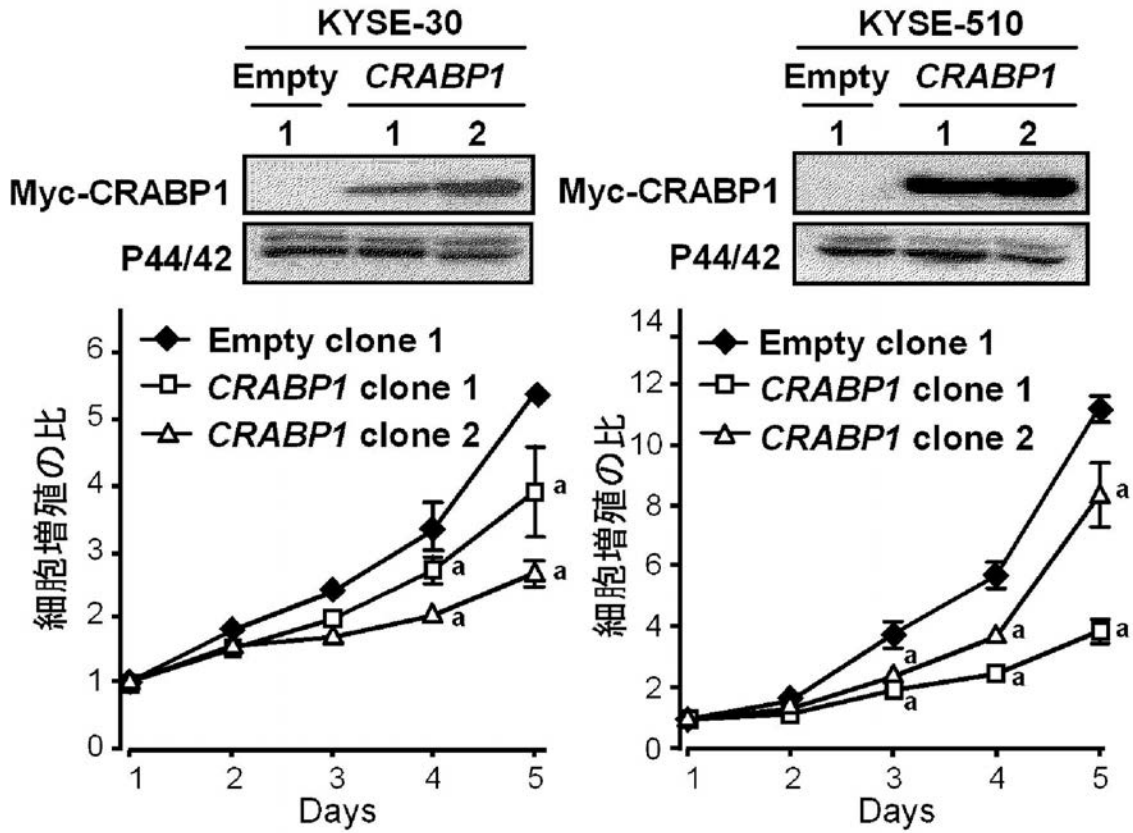 KYSE-30
Empty CRABP1
1 1 2
Myc-CRABP1
P44/42
6
5
4
3
2
1
0
細胞増殖の比
Empty clone 1
CRABP1 clone 1
CRABP1 clone 2
a
a
a
a
1 2 3 4 5
Days
KYSE-510
Empty CRABP1
1 1 2
Myc-CRABP1
P44/42
14
12
10
8
6
4
2
0
細胞増殖の比
Empty clone 1
CRABP1 clone 1
CRABP1 clone 2
a
a
a
a
a
a
1 2 3 4 5
Days